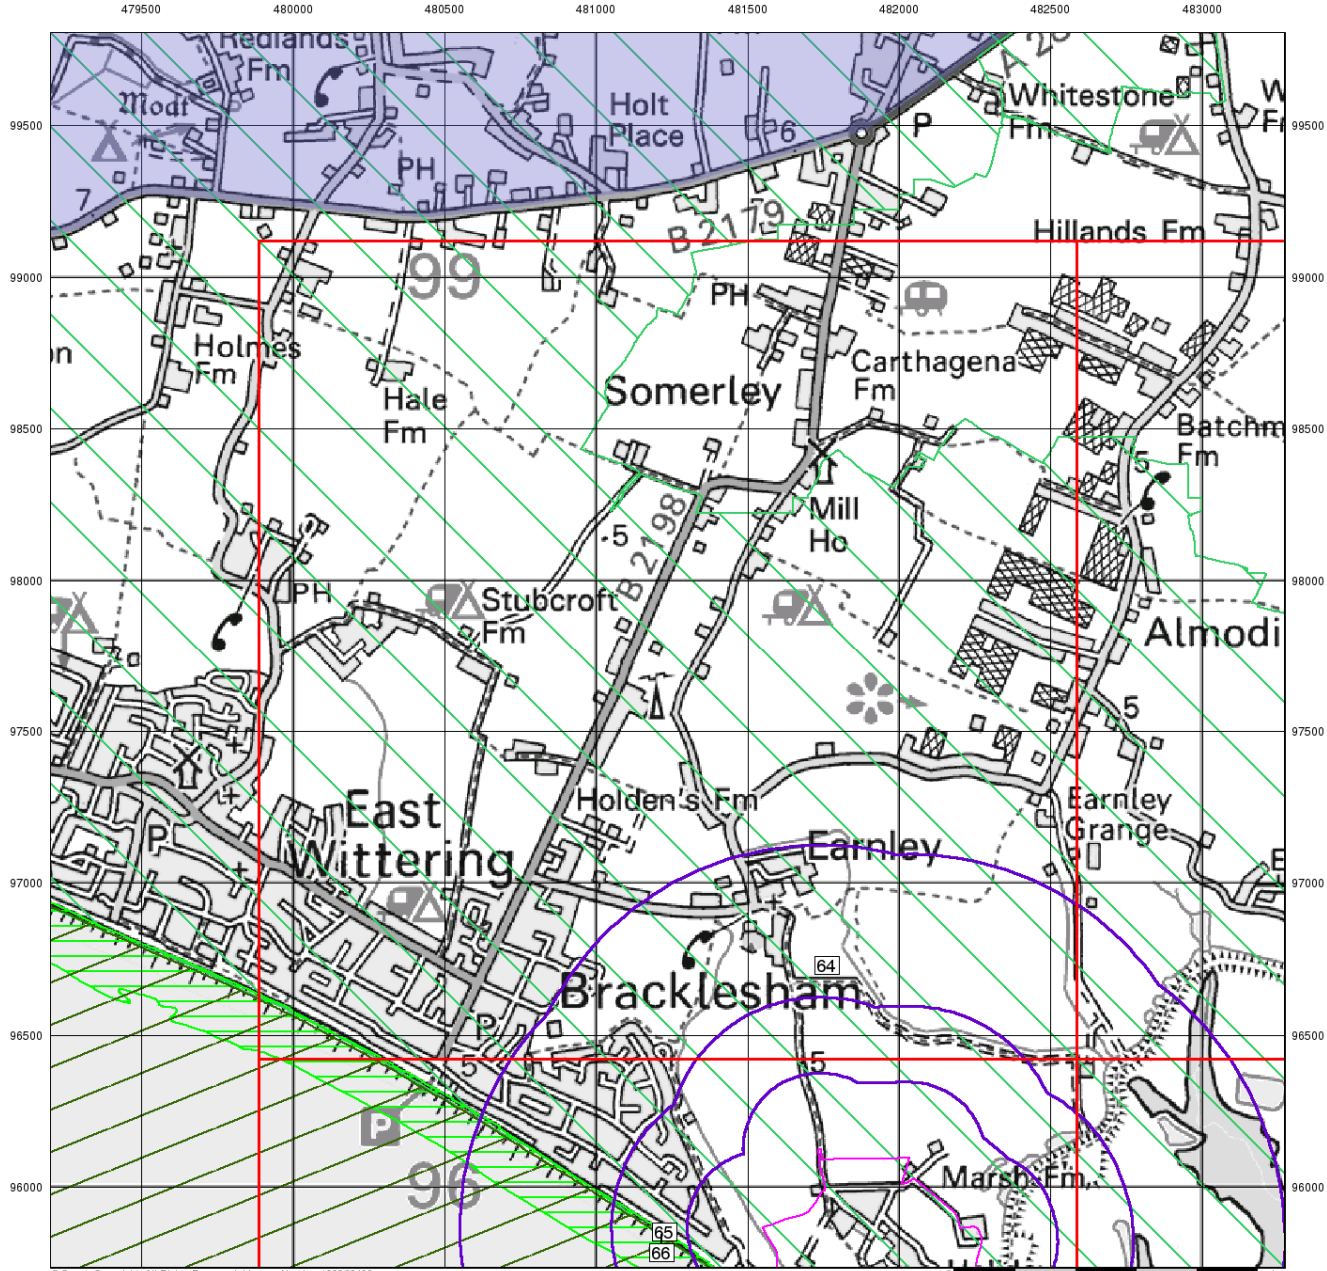 479500 480000 480500 481000 481500 482000 482500 483000
Redlands
Fm
Moat
Holt
Place
6
P
Whitestone
Fm
99500
PH
7
B 2179
Hillands Fm
99
99000
PH
Holmes
Fm
Carthagena
Fm
Somerley
Hale
Fm
98500
Batchm
Fm
5
Mill
Ho
5
B 2198
98000
PH
Stubcroft
Fm
Almodi
5
97500
Holden's Fm
Earnley
Grange
East
Wittering
P
Earnley
97000
64
Bracklesham
P
96500
5
5
P
96
Marsh Fm
96000
65
66